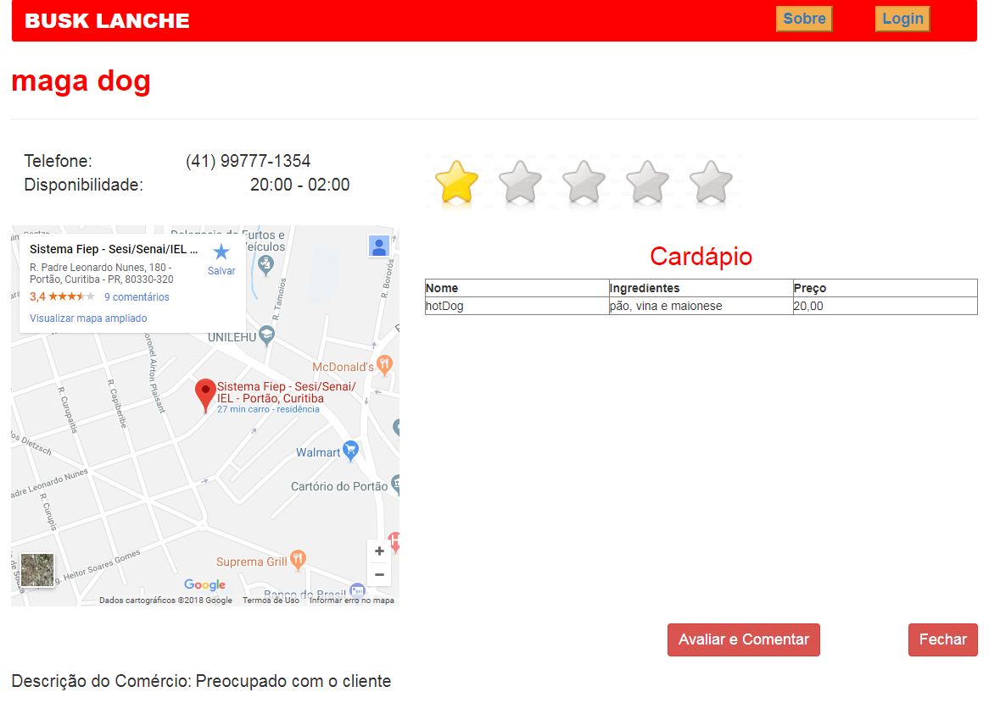 BUSK LANCHE
Sobre
Login
maga dog
Telefone: (41) 99777-1354
Disponibilidade: 20:00 - 02:00
Sistema Fiep - Sesi/Senai/IEL ...
R. Padre Leonardo Nunes, 180 -
Portão, Curitiba - PR, 80330-320
3,4 9 comentários
Visualizar mapa ampliado
Salvar
Furtos e
R. Tamoios
R. Bororós
UNILEHU
McDonald's
Sistema Fiep - Sesi/Senai/
IEL - Portão, Curitiba
27 min carro - residência
Airton Plaisant
R. Curupaitis
R. Capiberibe
Dietzsch
Walmart
Leonardo Nunes
Cartório do Portão
R. Curupis
Suprema Grill
Heitor Soares Gomes
Banco do Brasil
Google
Dados cartográficos ©2018 Google Termos de Uso Informar erro no mapa
Cardápio
Nome Ingredientes Preço
hotDog pão, vina e maionese 20,00
Avaliar e Comentar
Fechar
Descrição do Comércio: Preocupado com o cliente